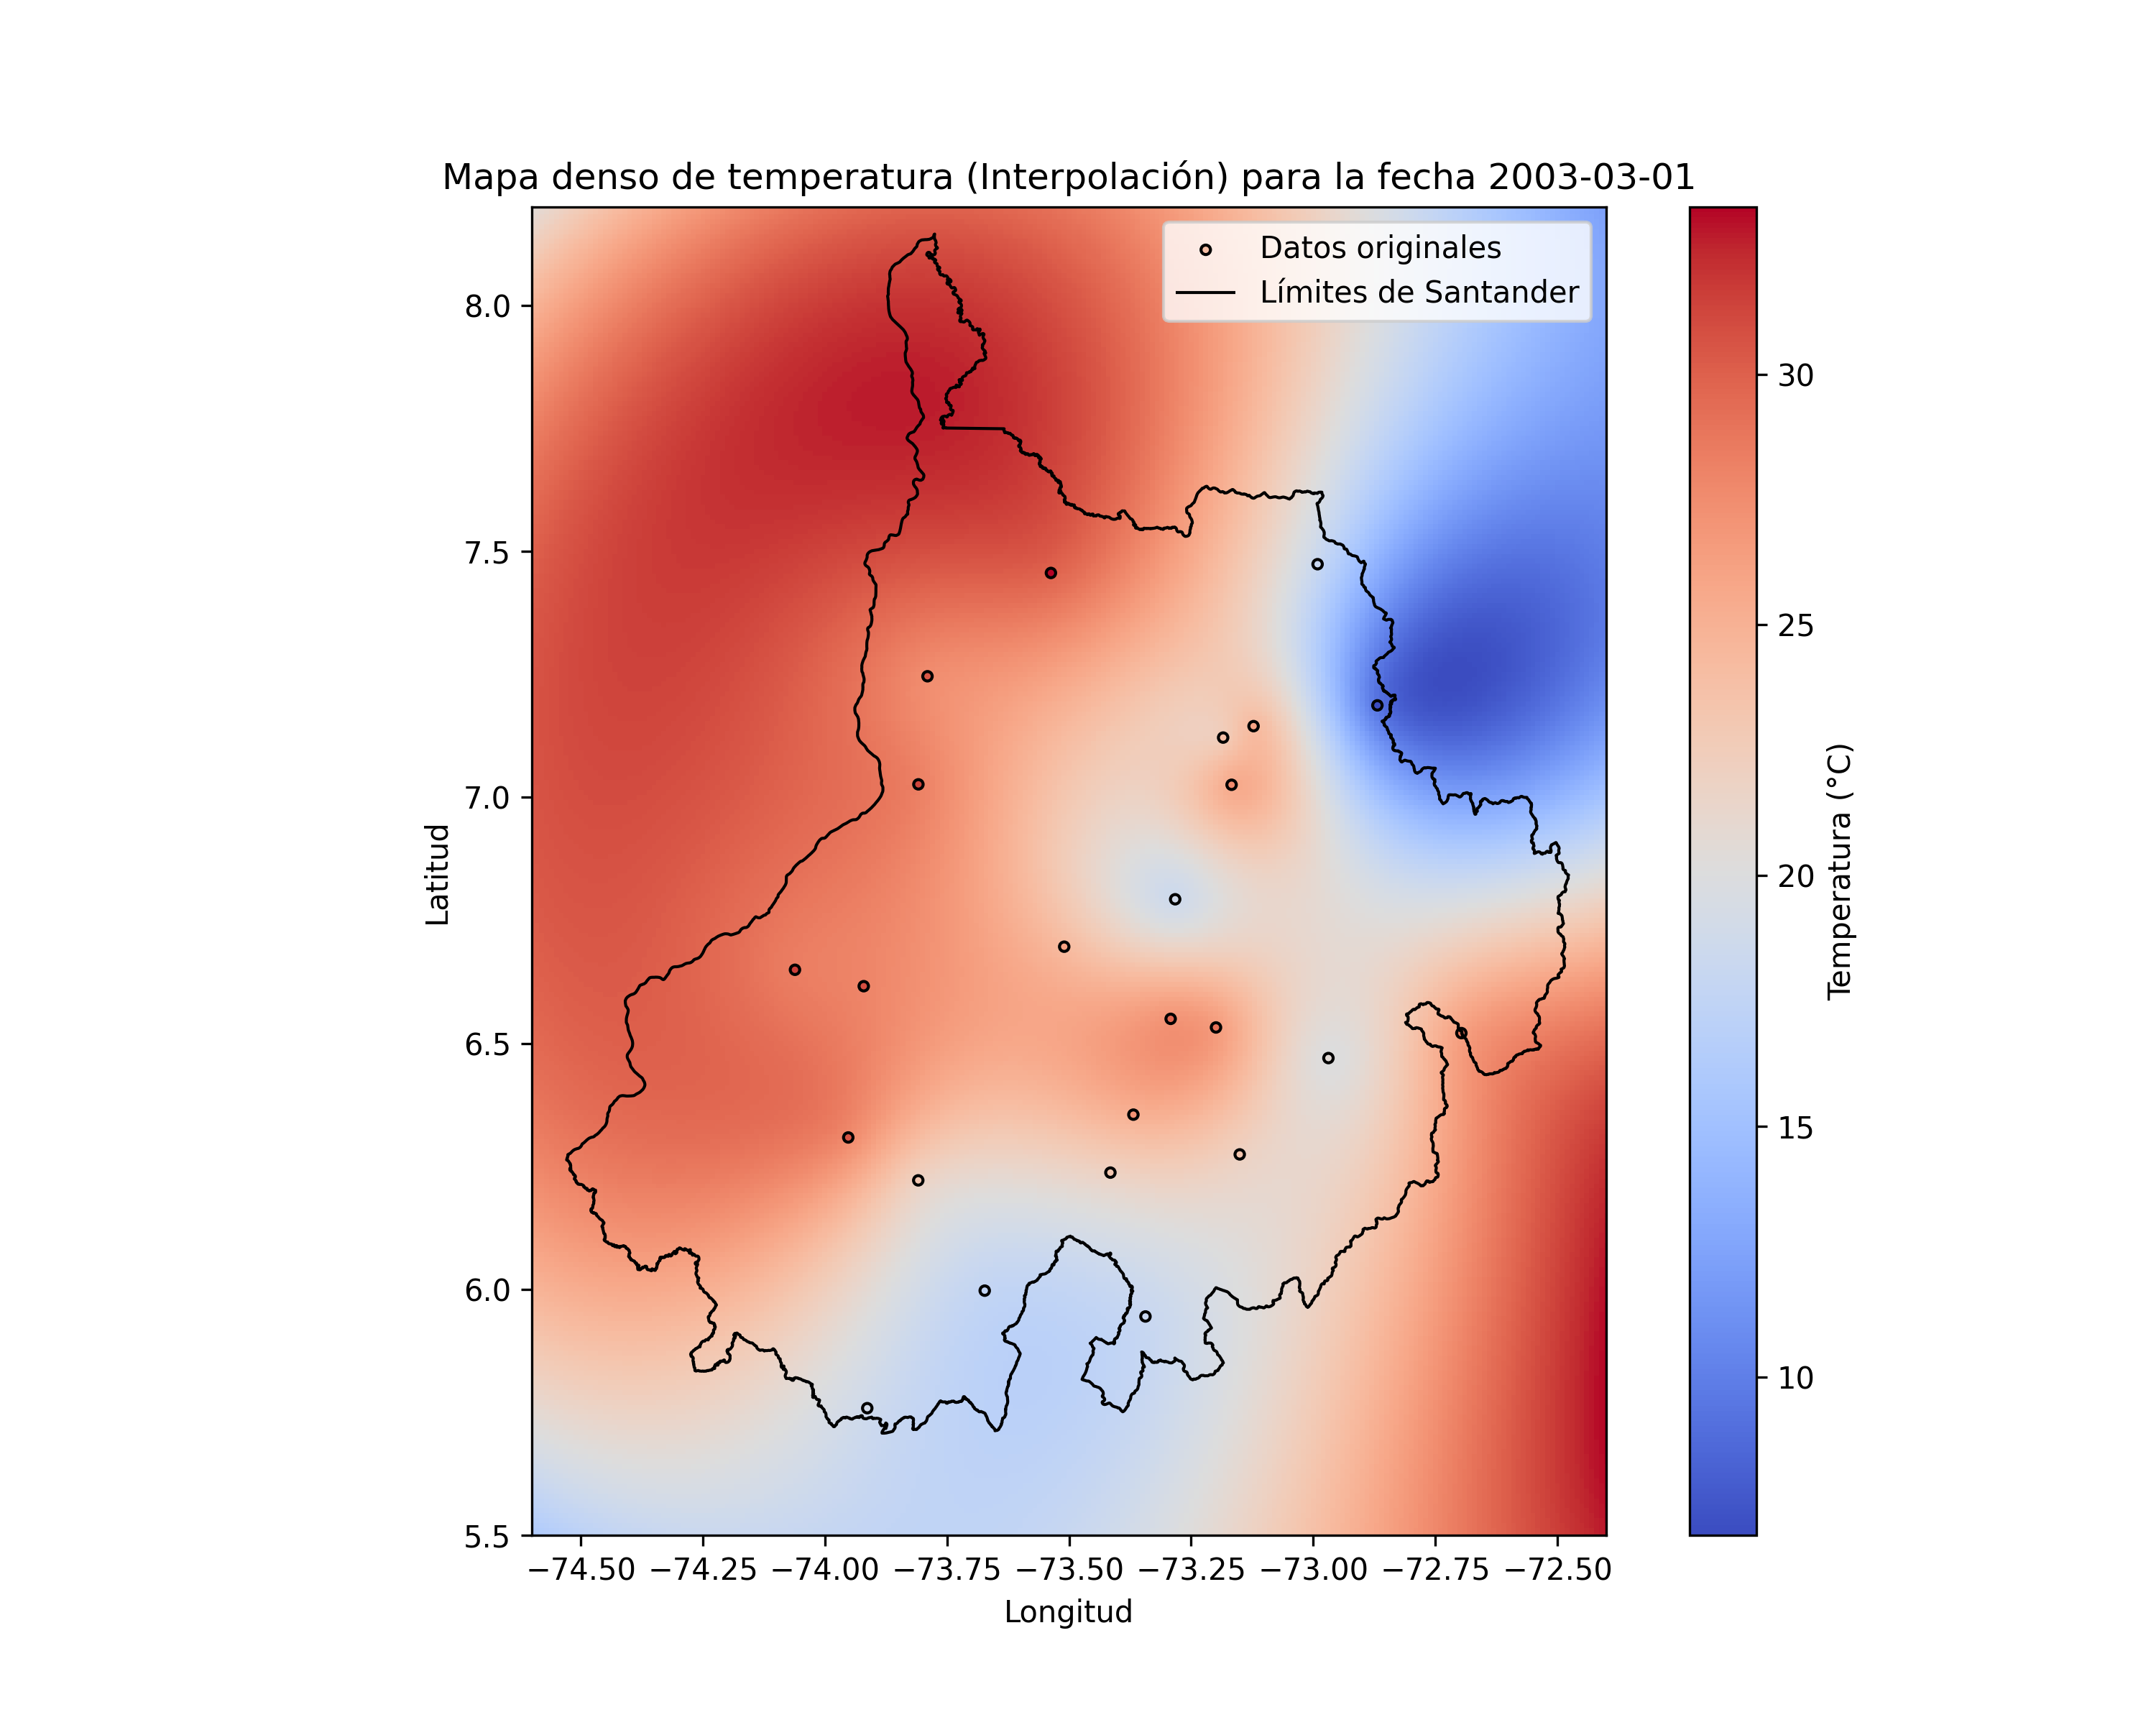 Mapa denso de temperatura (Interpolación) para la fecha 2003-03-01
Datos originales
Límites de Santander
8.0
7.5
7.0
6.5
6.0
5.5
Latitud
−74.50 −74.25 −74.00 −73.75 −73.50 −73.25 −73.00 −72.75 −72.50
Longitud
30
25
20
15
10
Temperatura (°C)